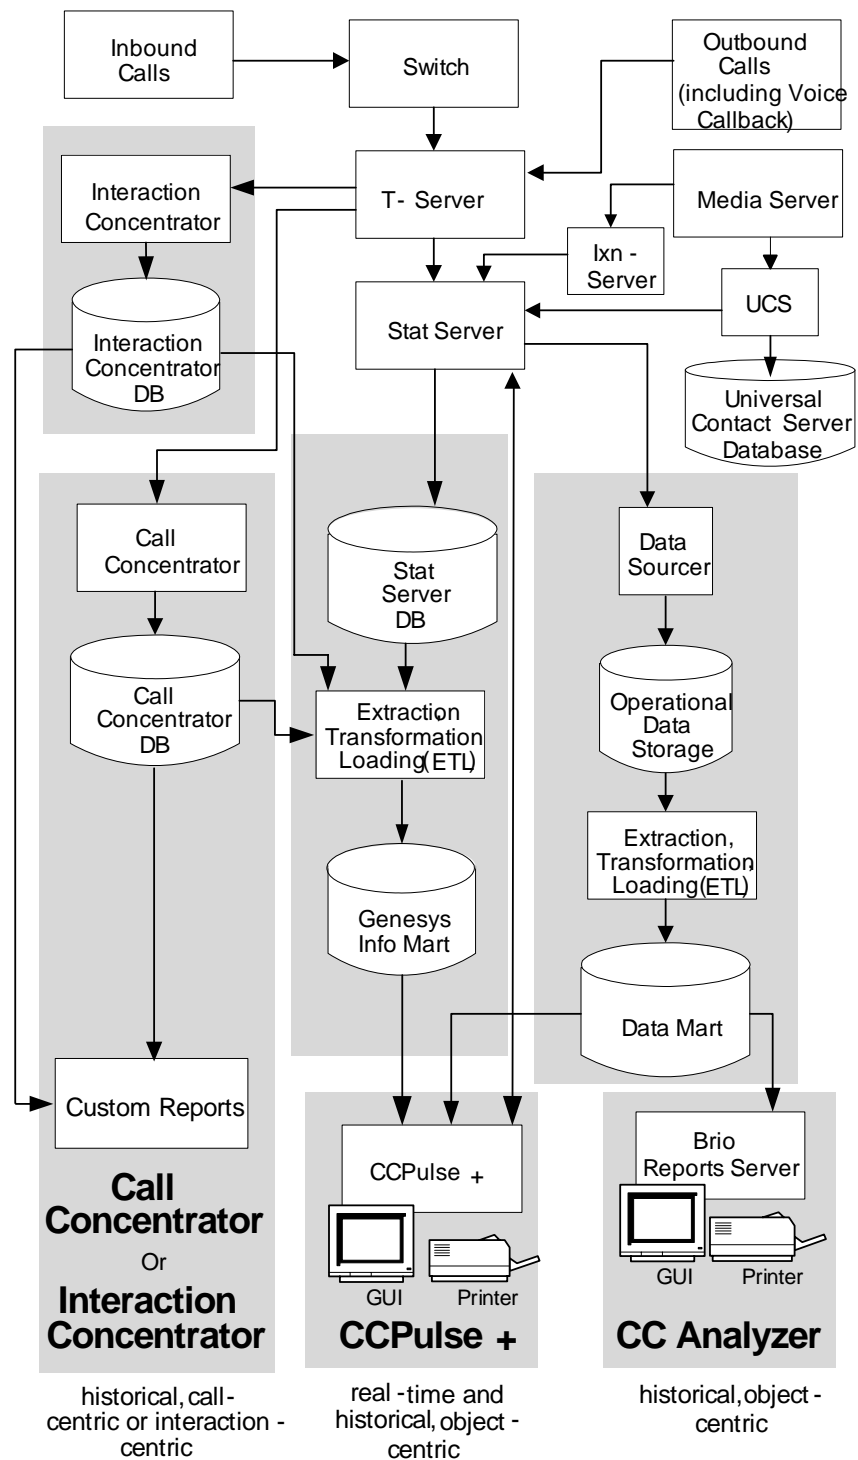 Inbound
Calls
Switch
Outbound
Calls
(including Voice
Callback)
Interaction
Concentrator
T- Server
Media Server
Ixn -
Server
UCS
Stat Server
Interaction
Concentrator
DB
Universal
Contact Server
Database
Call
Concentrator
Stat
Server
DB
Data
Sourcer
Call
Concentrator
DB
Extraction,
Transformation
Loading(ETL)
Operational
Data
Storage
Extraction,
Transformation,
Loading(ETL)
Genesys
Info Mart
Data Mart
Custom Reports
CCPulse +
Brio
Reports Server
GUI
Printer
GUI
Printer
Call
Concentrator
Or
Interaction
Concentrator
CCPulse +
CC Analyzer
historical, call-
centric or interaction -
centric
real -time and
historical, object -
centric
historical, object -
centric